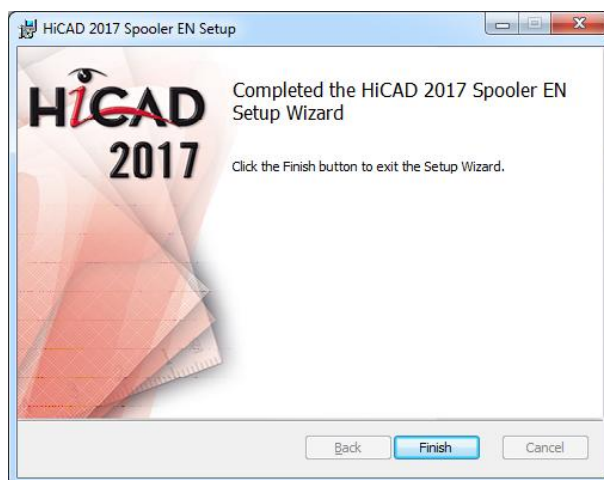 HiCAD 2017 Spooler EN Setup
HiCAD
2017
Completed the HiCAD 2017 Spooler EN
Setup Wizard
Click the Finish button to exit the Setup Wizard.
Back
Finish
Cancel